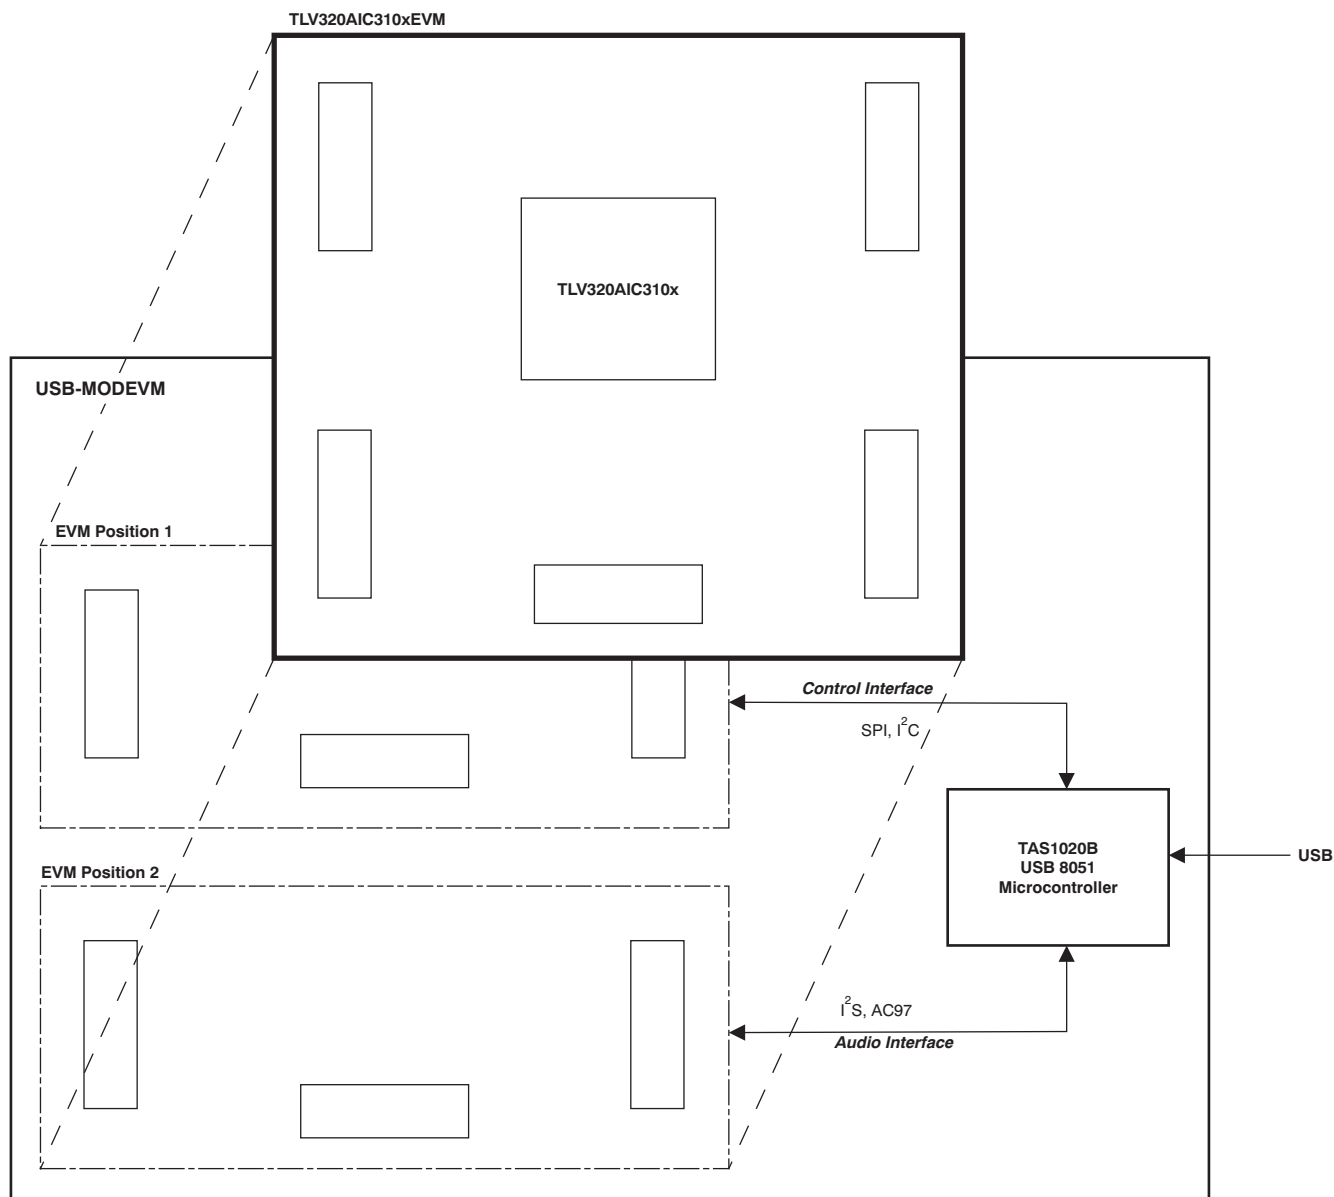 TLV320AIC310xEVM
TLV320AIC310x
USB-MODEVM
EVM Position 1
Control Interface
SPI, I²C
TAS1020B
USB 8051
Microcontroller
USB
EVM Position 2
I²S, AC97
Audio Interface